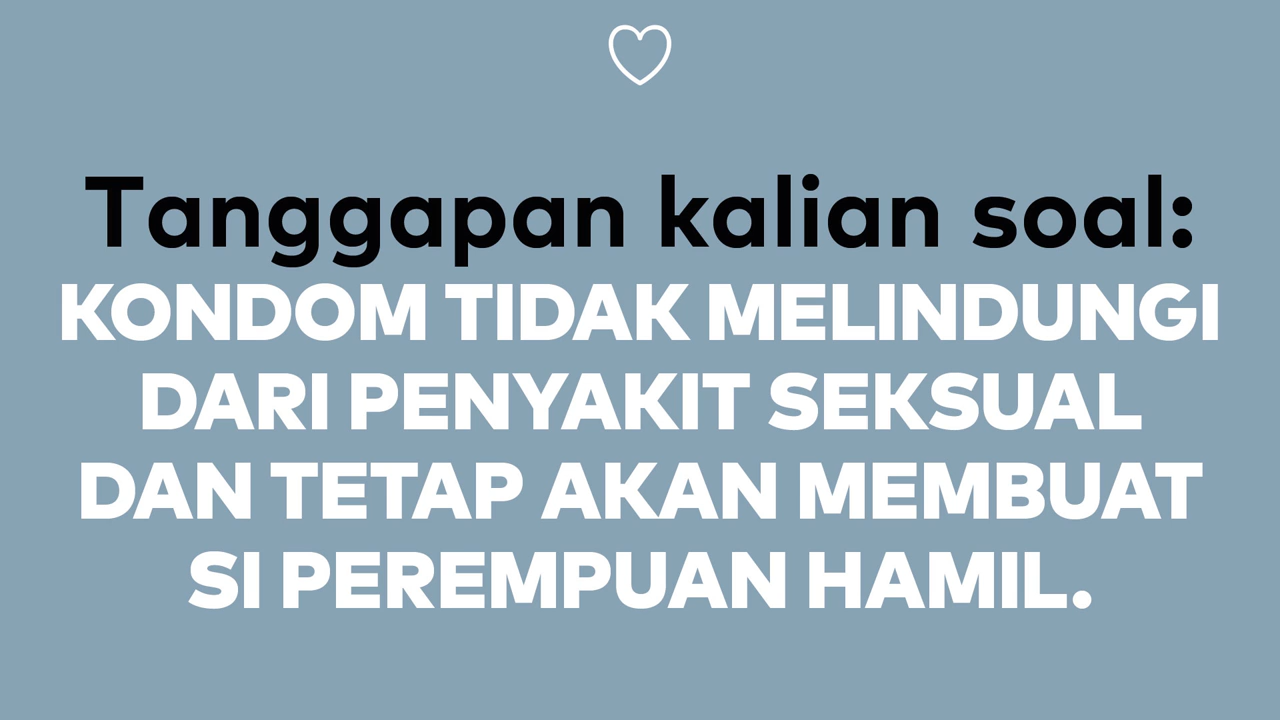 Tanggapan kalian soal:
KONDOM TIDAK MELINDUNGI
DARI PENYAKIT SEKSUAL
DAN TETAP AKAN MEMBUAT
SI PEREMPUAN HAMIL.